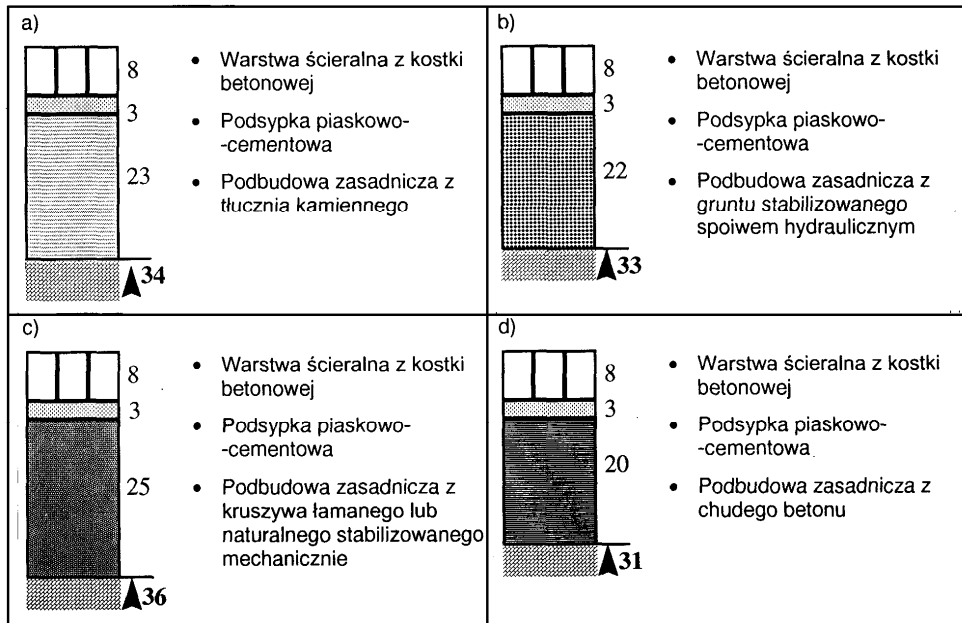 a)
8
3
23
34
• Warstwa ścieralna z kostki
betonowej
• Podsypka piaskowo-
-cementowa
• Podbudowa zasadnicza z
tłucznia kamiennego
b)
8
3
22
33
• Warstwa ścieralna z kostki
betonowej
• Podsypka piaskowo-
-cementowa
• Podbudowa zasadnicza z
gruntu stabilizowanego
spoiwem hydraulicznym
c)
8
3
25
36
• Warstwa ścieralna z kostki
betonowej
• Podsypka piaskowo-
-cementowa
• Podbudowa zasadnicza z
kruszywa łamanego lub
naturalnego stabilizowanego
mechanicznie
d)
8
3
20
31
• Warstwa ścieralna z kostki
betonowej
• Podsypka piaskowo-
-cementowa
• Podbudowa zasadnicza z
chudego betonu